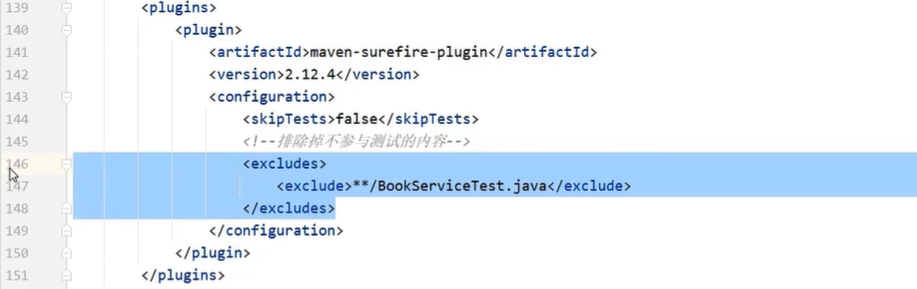 139 <plugins>
140 <plugin>
141 <artifactId>maven-surefire-plugin</artifactId>
142 <version>2.12.4</version>
143 <configuration>
144 <skipTests>false</skipTests>
145 <!--排除掉不参与测试的内容-->
146 <excludes>
147 <exclude>**/BookServiceTest.java</exclude>
148 </excludes>
149 </configuration>
150 </plugin>
151 </plugins>